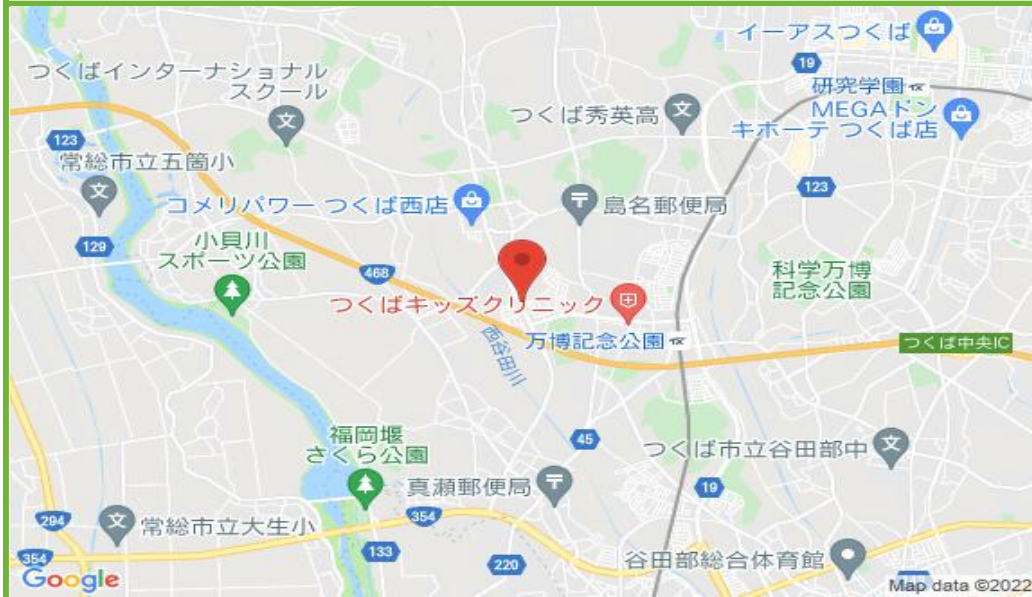 イーアスつくば
19
つくばインターナショナル
スクール
研究学園
MEGAドン
キホーテ つくば店
つくば秀英高
123
常総市立五箇小
123
コメリパワー つくば西店
島名郵便局
129
小貝川
スポーツ公園
468
科学万博
記念公園
つくばキッズクリニック
万博記念公園
つくば中央IC
西谷田川
福岡堰
さくら公園
45
つくば市立谷田部中
真瀬郵便局
19
294
常総市立大生小
354
133
354
220
谷田部総合体育館
Google
Map data ©2022